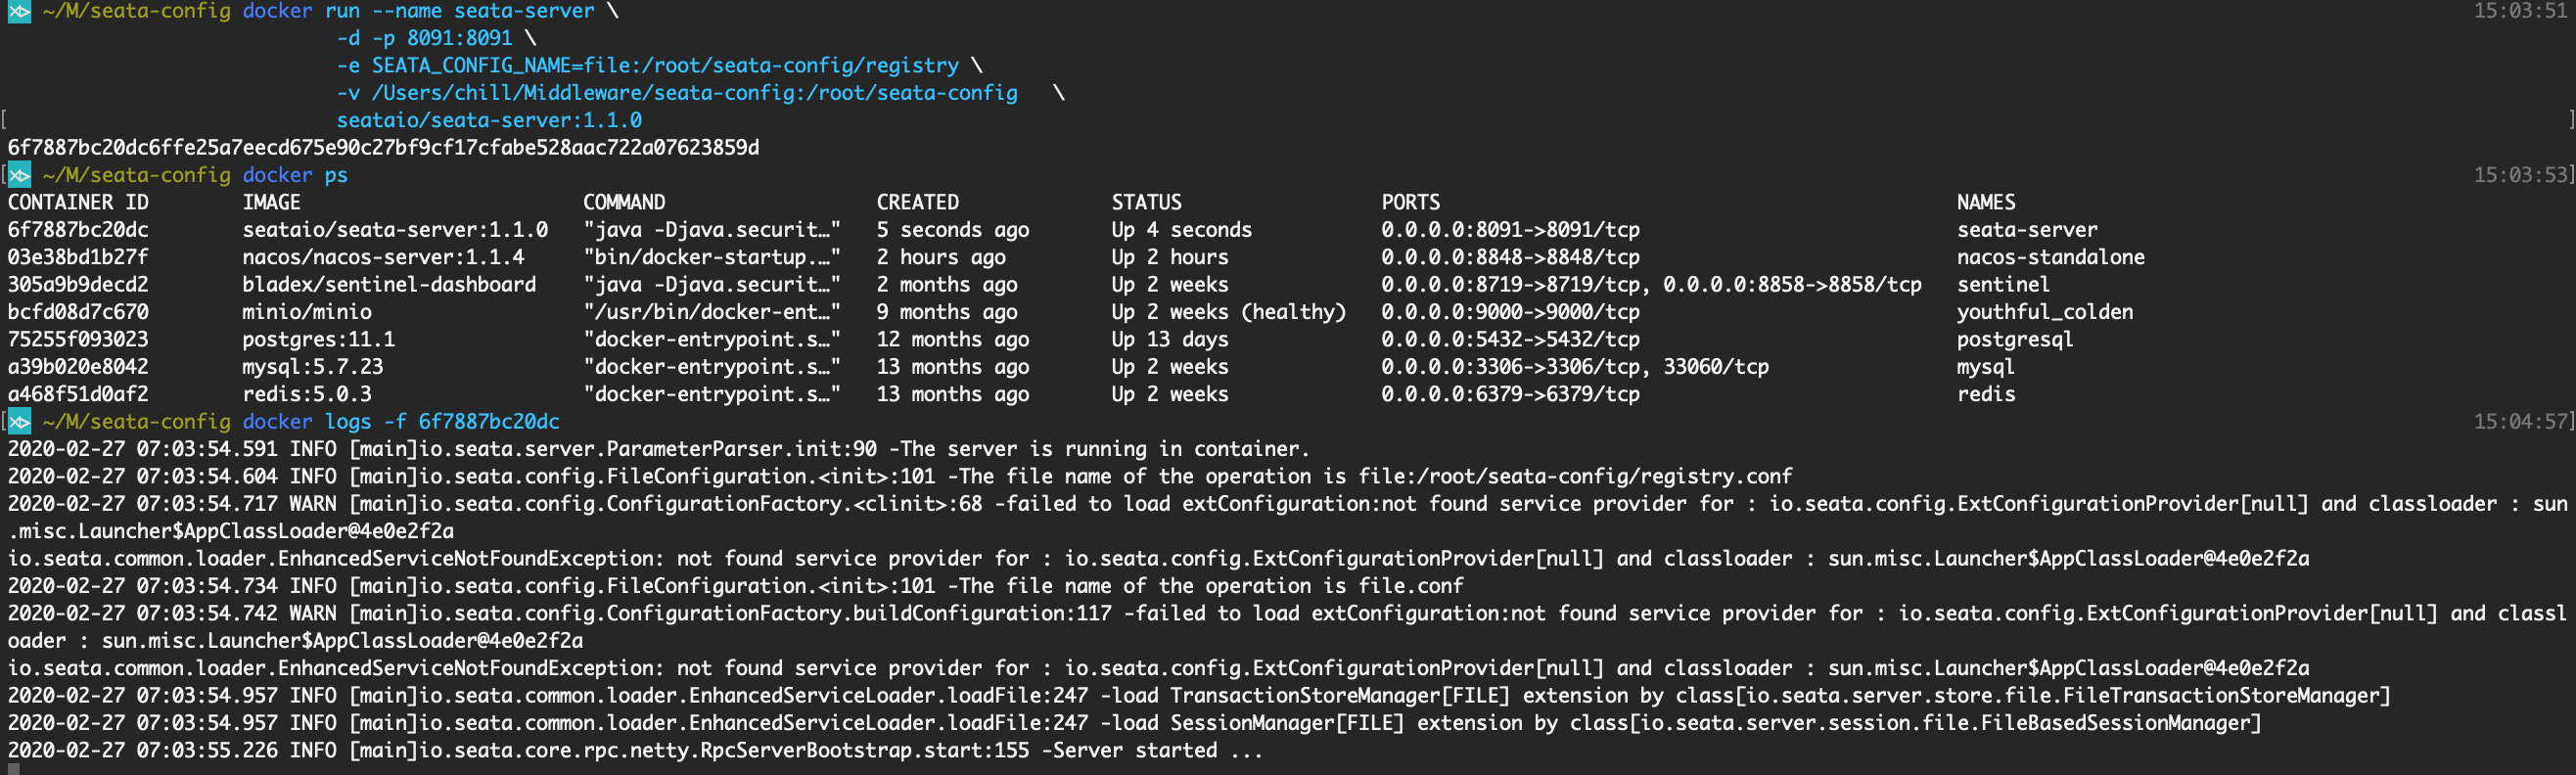 ~/M/seata-config docker run --name seata-server \ 15:03:51
-d -p 8091:8091 \
-e SEATA_CONFIG_NAME=file:/root/seata-config/registry \
-v /Users/chill/Middleware/seata-config:/root/seata-config \
[ seataio/seata-server:1.1.0 ]
6f7887bc20dc6ffe25a7eecd675e90c27bf9cf17cfabe528aac722a07623859d
[ ~/M/seata-config docker ps 15:03:53]
CONTAINER ID IMAGE COMMAND CREATED STATUS PORTS NAMES
6f7887bc20dc seataio/seata-server:1.1.0 "java -Djava.securit…" 5 seconds ago Up 4 seconds 0.0.0.0:8091->8091/tcp seata-server
03e38bd1b27f nacos/nacos-server:1.1.4 "bin/docker-startup.…" 2 hours ago Up 2 hours 0.0.0.0:8848->8848/tcp nacos-standalone
305a9b9decd2 bladex/sentinel-dashboard "java -Djava.securit…" 2 months ago Up 2 weeks 0.0.0.0:8719->8719/tcp, 0.0.0.0:8858->8858/tcp sentinel
bcfd08d7c670 minio/minio "/usr/bin/docker-ent…" 9 months ago Up 2 weeks (healthy) 0.0.0.0:9000->9000/tcp youthful_colden
75255f093023 postgres:11.1 "docker-entrypoint.s…" 12 months ago Up 13 days 0.0.0.0:5432->5432/tcp postgresql
a39b020e8042 mysql:5.7.23 "docker-entrypoint.s…" 13 months ago Up 2 weeks 0.0.0.0:3306->3306/tcp, 33060/tcp mysql
a468f51d0af2 redis:5.0.3 "docker-entrypoint.s…" 13 months ago Up 2 weeks 0.0.0.0:6379->6379/tcp redis
[ ~/M/seata-config docker logs -f 6f7887bc20dc 15:04:57]
2020-02-27 07:03:54.591 INFO [main]io.seata.server.ParameterParser.init:90 -The server is running in container.
2020-02-27 07:03:54.604 INFO [main]io.seata.config.FileConfiguration.<init>:101 -The file name of the operation is file:/root/seata-config/registry.conf
2020-02-27 07:03:54.717 WARN [main]io.seata.config.ConfigurationFactory.<clinit>:68 -failed to load extConfiguration:not found service provider for : io.seata.config.ExtConfigurationProvider[null] and classloader : sun
.misc.Launcher$AppClassLoader@4e0e2f2a
io.seata.common.loader.EnhancedServiceNotFoundException: not found service provider for : io.seata.config.ExtConfigurationProvider[null] and classloader : sun.misc.Launcher$AppClassLoader@4e0e2f2a
2020-02-27 07:03:54.734 INFO [main]io.seata.config.FileConfiguration.<init>:101 -The file name of the operation is file.conf
2020-02-27 07:03:54.742 WARN [main]io.seata.config.ConfigurationFactory.buildConfiguration:117 -failed to load extConfiguration:not found service provider for : io.seata.config.ExtConfigurationProvider[null] and classl
oader : sun.misc.Launcher$AppClassLoader@4e0e2f2a
io.seata.common.loader.EnhancedServiceNotFoundException: not found service provider for : io.seata.config.ExtConfigurationProvider[null] and classloader : sun.misc.Launcher$AppClassLoader@4e0e2f2a
2020-02-27 07:03:54.957 INFO [main]io.seata.common.loader.EnhancedServiceLoader.loadFile:247 -load TransactionStoreManager[FILE] extension by class[io.seata.server.store.file.FileTransactionStoreManager]
2020-02-27 07:03:54.957 INFO [main]io.seata.common.loader.EnhancedServiceLoader.loadFile:247 -load SessionManager[FILE] extension by class[io.seata.server.session.file.FileBasedSessionManager]
2020-02-27 07:03:55.226 INFO [main]io.seata.core.rpc.netty.RpcServerBootstrap.start:155 -Server started ...